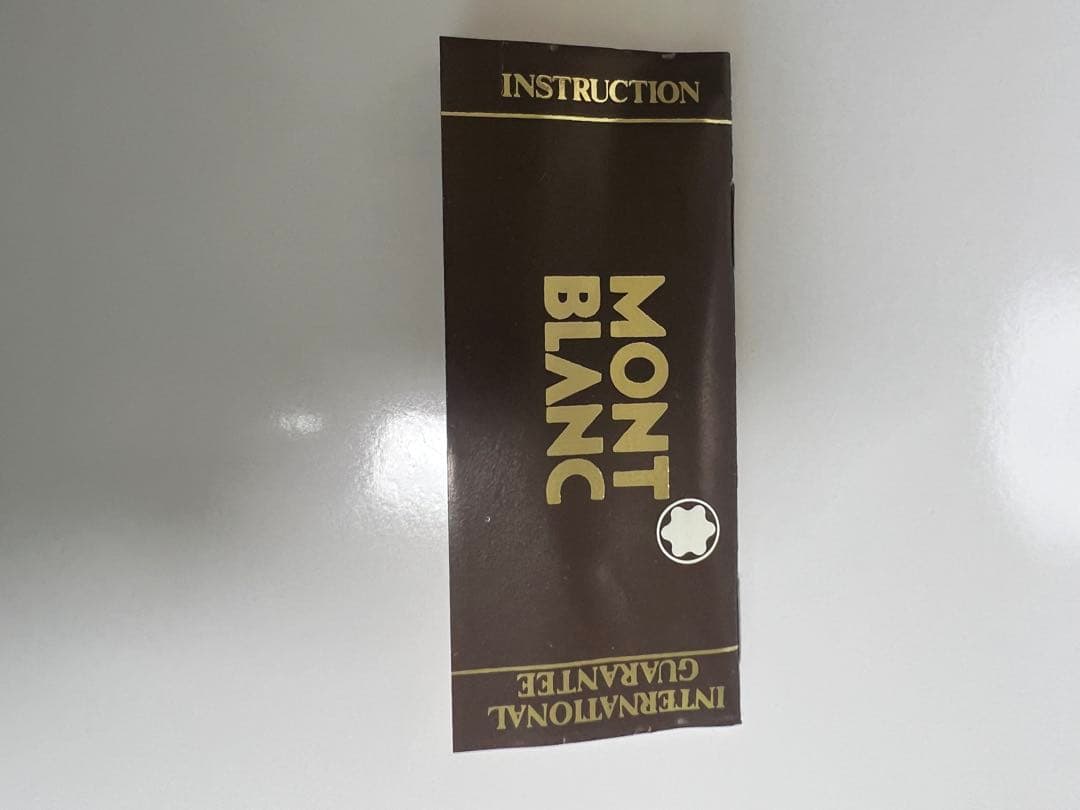 INSTRUCTION
MONT
BLANC
INTERNATIONAL
GUARANTEE